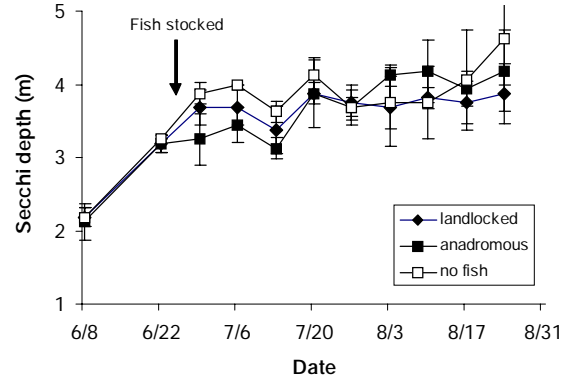 Fish stocked
5
4
3
2
1
Secchi depth (m)
landlocked
anadromous
no fish
6/8 6/22 7/6 7/20 8/3 8/17 8/31
Date